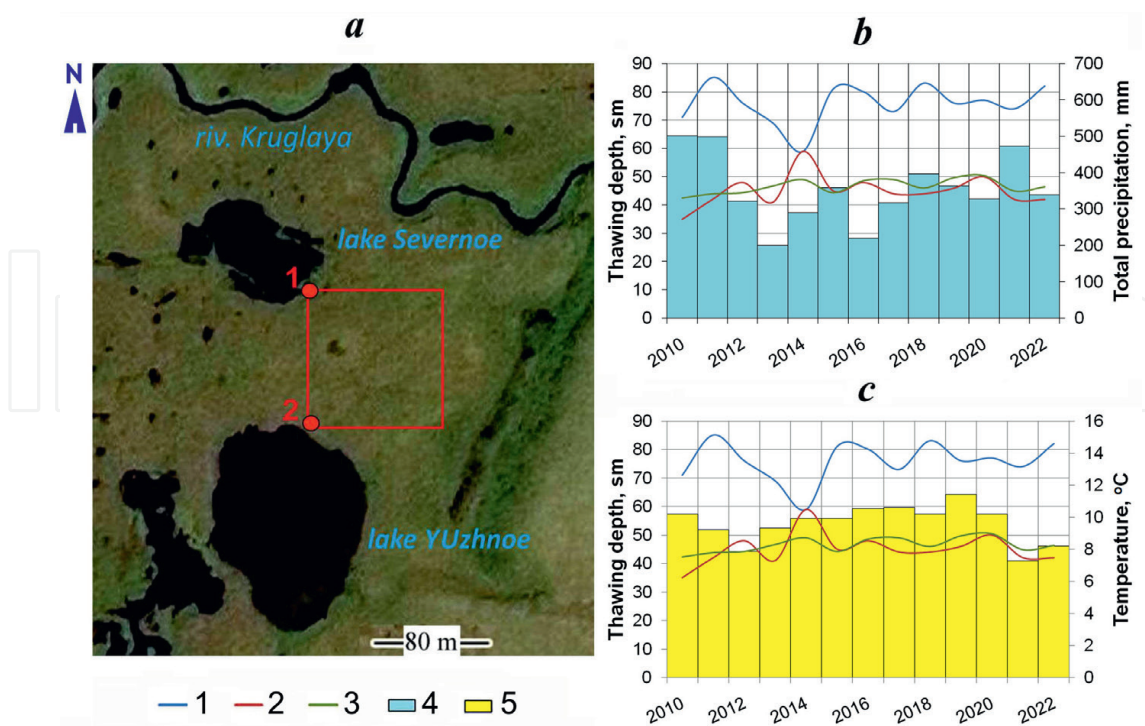 a
N
riv. Kruglaya
lake Severnoe
1
2
lake YUzhnoe
80 m
1 2 3 4 5
b
Thawing depth, sm
90
80
70
60
50
40
30
20
10
0
700
600
500
400
300
200
100
0
Total precipitation, mm
2010 2012 2014 2016 2018 2020 2022
c
Thawing depth, sm
90
80
70
60
50
40
30
20
10
0
16
14
12
10
8
6
4
2
0
Temperature, ºC
2010 2012 2014 2016 2018 2020 2022